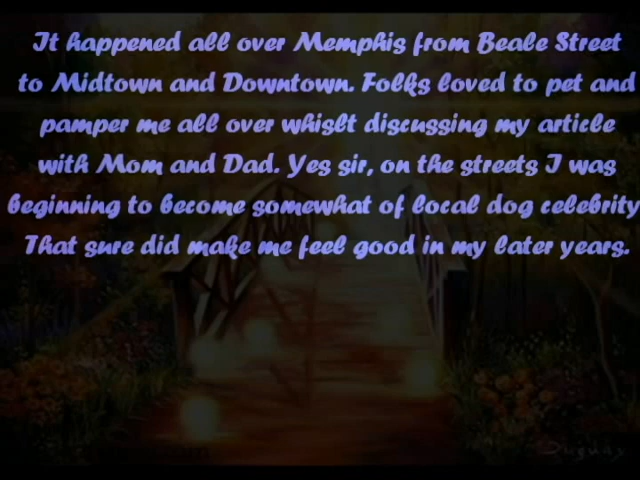 It happened all over Memphis from Beale Street
to Midtown and Downtown. Folks loved to pet and
pamper me all over whislt discussing my article
with Mom and Dad. Yes sir, on the streets I was
beginning to become somewhat of local dog celebrity
That sure did make me feel good in my later years.